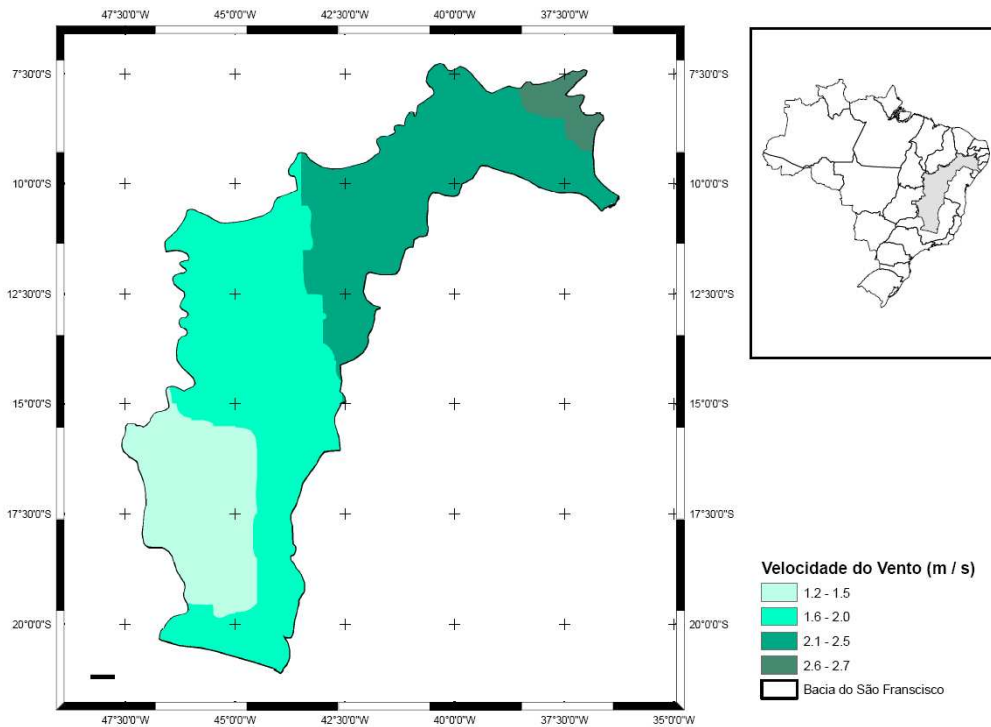 47°30'0"W 45°0'0"W 42°30'0"W 40°0'0"W 37°30'0"W
7°30'0"S 7°30'0"S
10°0'0"S 10°0'0"S
12°30'0"S 12°30'0"S
15°0'0"S 15°0'0"S
17°30'0"S 17°30'0"S
20°0'0"S 20°0'0"S
47°30'0"W 45°0'0"W 42°30'0"W 40°0'0"W 37°30'0"W 35°0'0"W
Velocidade do Vento (m / s)
1.2 - 1.5
1.6 - 2.0
2.1 - 2.5
2.6 - 2.7
Bacia do São Franscisco